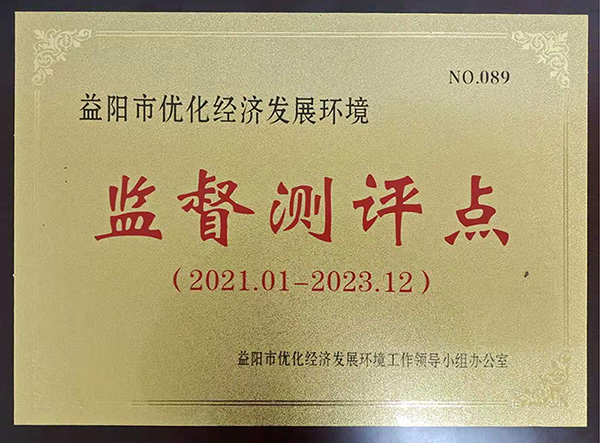 NO.089
益阳市优化经济发展环境
监督测评点
(2021.01-2023.12)
益阳市优化经济发展环境工作领导小组办公室